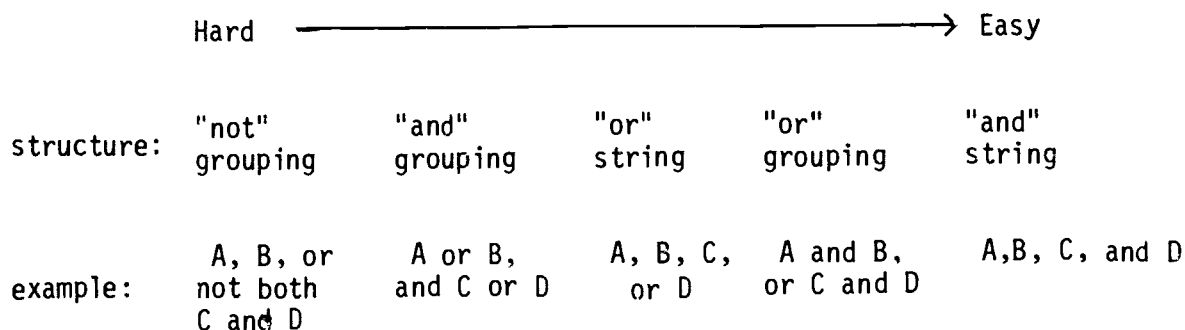 Hard Easy
structure: "not" grouping "and" grouping "or" string "or" grouping "and" string
example: A, B, or not both C and D A or B, and C or D A, B, C, or D A and B, or C and D A,B, C, and D